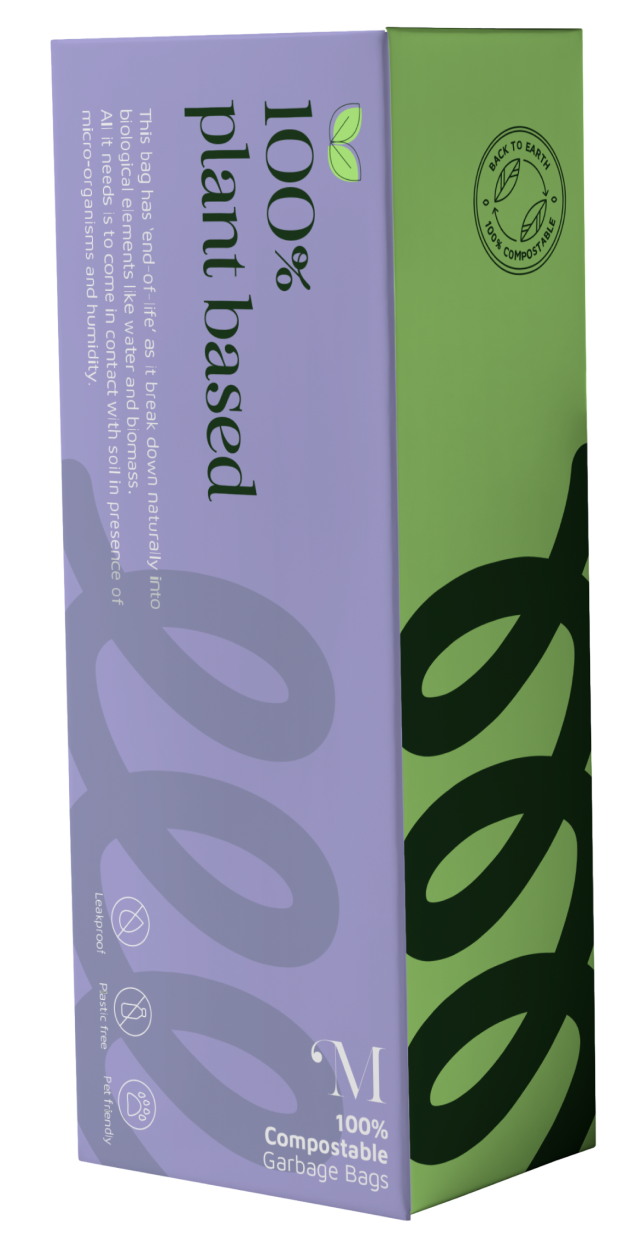 100%
plant based
This bag has 'end-of-life' as it break down naturally into
biological elements like water and biomass.
All it needs is to come in contact with soil in presence of
micro-organisms and humidity.
Leakproof
Plastic free
Pet friendly
M
100%
Compostable
Garbage Bags
BACK TO EARTH
100% COMPOSTABLE